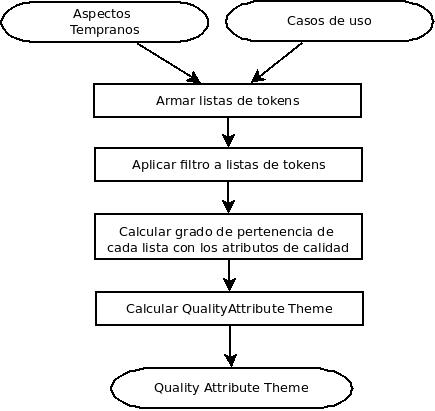 Aspectos
Tempranos
Casos de uso
Armar listas de tokens
Aplicar filtro a listas de tokens
Calcular grado de pertenencia de
cada lista con los atributos de calidad
Calcular QualityAttribute Theme
Quality Attribute Theme